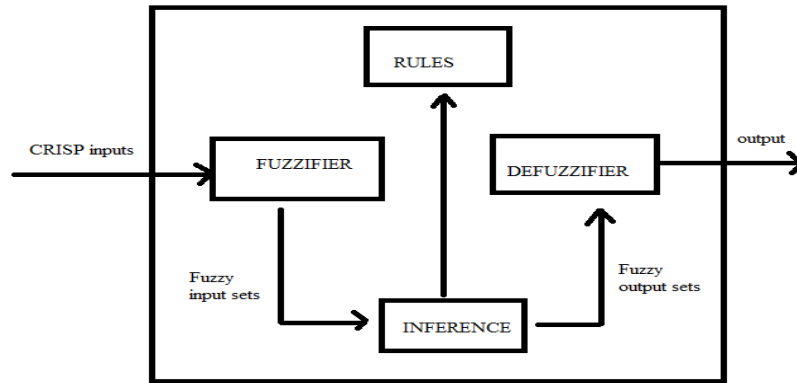 RULES
CRISP inputs
FUZZIFIER
DEFUZZIFIER
output
Fuzzy
input sets
INFERENCE
Fuzzy
output sets